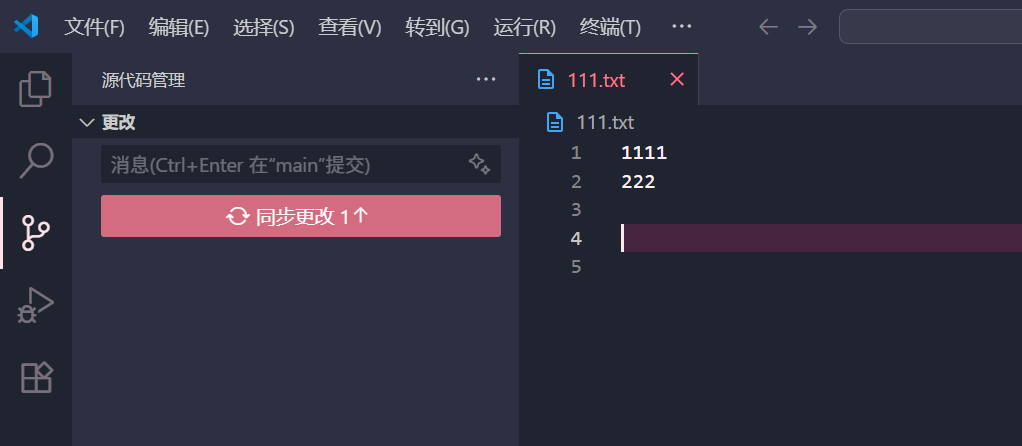 文件(F) 编辑(E) 选择(S) 查看(V) 转到(G) 运行(R) 终端(T) ···
源代码管理 ···
111.txt
更改
111.txt
消息(Ctrl+Enter 在“main”提交)
同步更改 1↑
1 1111
2 222
3
4
5